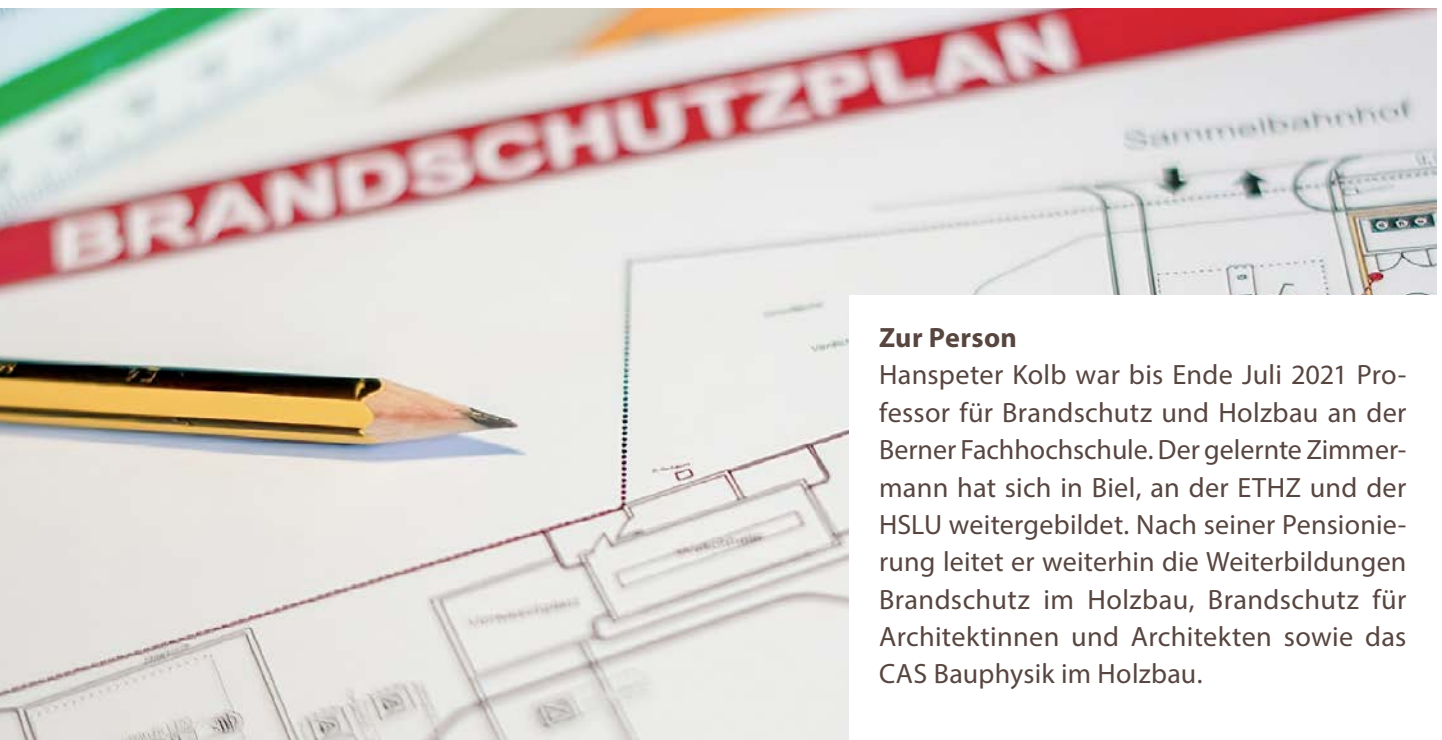 BRANDSCHUTZPLAN
Sammelbahnhof
Zur Person
Hanspeter Kolb war bis Ende Juli 2021 Pro-
fessor für Brandschutz und Holzbau an der
Berner Fachhochschule. Der gelernte Zimmer-
mann hat sich in Biel, an der ETHZ und der
HSLU weitergebildet. Nach seiner Pensionie-
rung leitet er weiterhin die Weiterbildungen
Brandschutz im Holzbau, Brandschutz für
Architektinnen und Architekten sowie das
CAS Bauphysik im Holzbau.